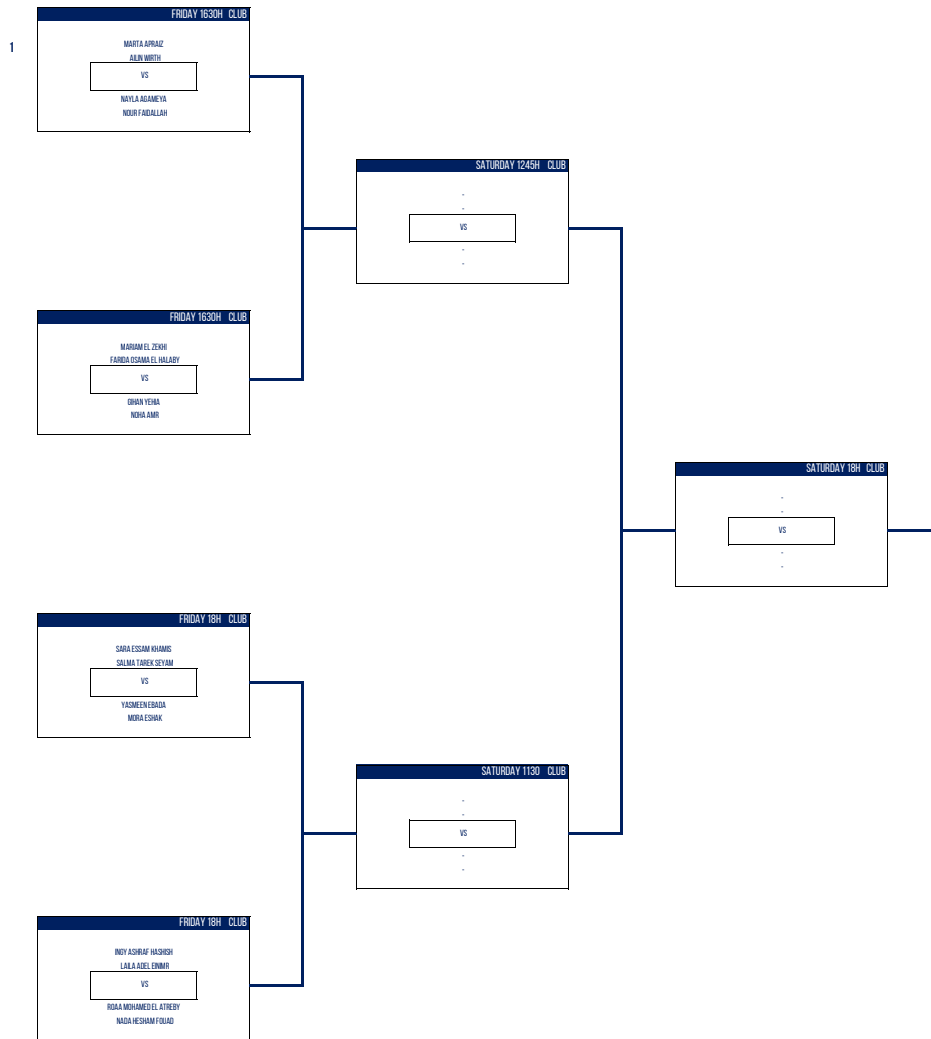 FRIDAY 1630H CLUB
1
MARTA APRAIZ
AILIN WIRTH
VS
NAYLA AGAMEYA
NOUR FAIDALLAH
SATURDAY 1245H CLUB
-
-
VS
-
-
FRIDAY 1630H CLUB
MARIAM EL ZEKHI
FARIDA OSAMA EL HALABY
VS
GIHAN YEHIA
NOHA AMR
SATURDAY 18H CLUB
-
-
VS
-
-
FRIDAY 18H CLUB
SARA ESSAM KHAMIS
SALMA TAREK SEYAM
VS
YASMEEN EBADA
MORA ESHAK
SATURDAY 1130 CLUB
-
-
VS
-
-
FRIDAY 18H CLUB
INGY ASHRAF HASHISH
LAILA ADEL EINIMR
VS
ROAA MOHAMED EL ATREBY
NADA HESHAM FOUAD